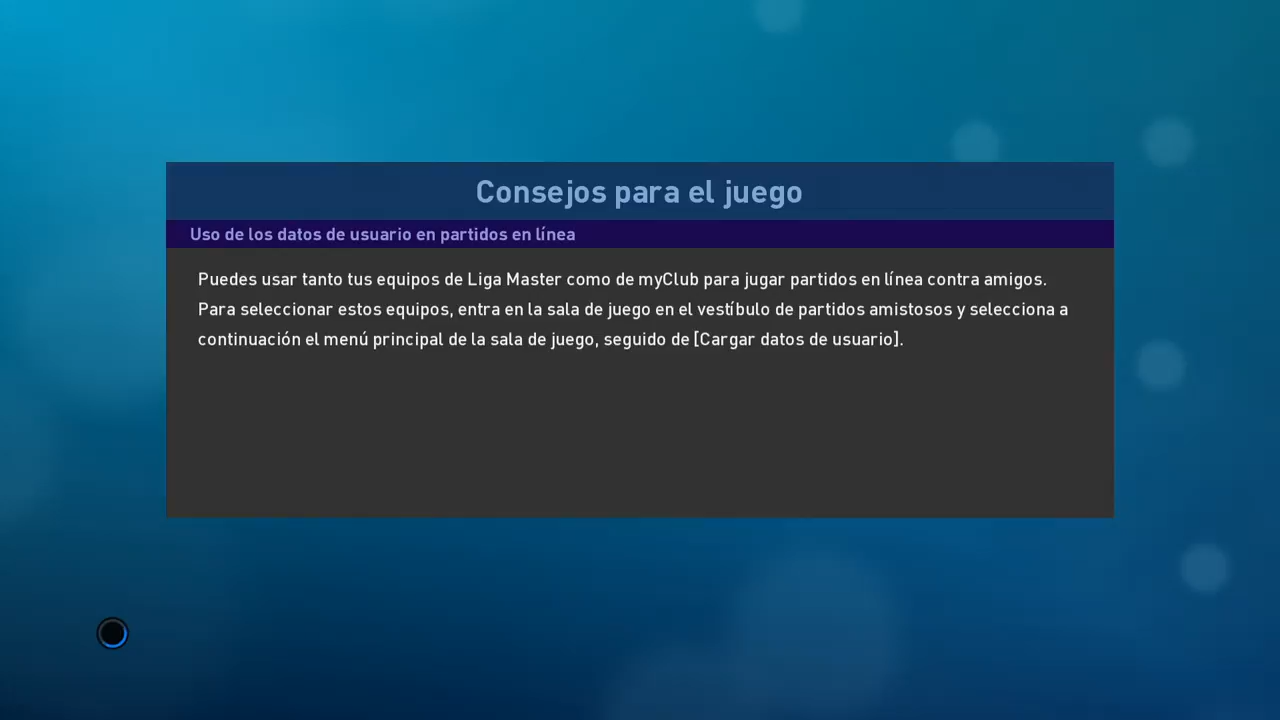 Consejos para el juego
Uso de los datos de usuario en partidos en línea
Puedes usar tanto tus equipos de Liga Master como de myClub para jugar partidos en línea contra amigos.
Para seleccionar estos equipos, entra en la sala de juego en el vestíbulo de partidos amistosos y selecciona a
continuación el menú principal de la sala de juego, seguido de [Cargar datos de usuario].